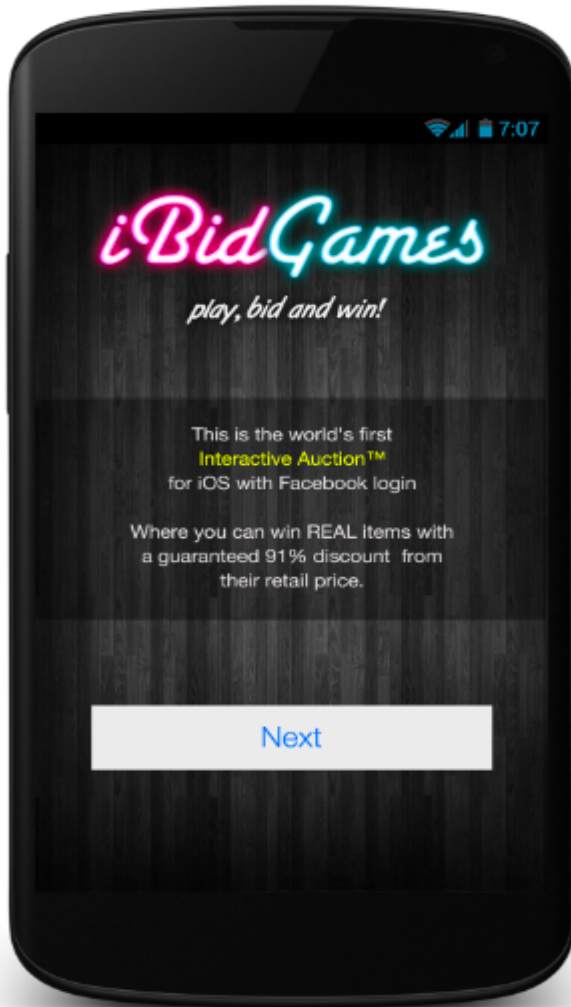 7:07
iBidGames
play, bid and win!
This is the world's first
Interactive Auction™
for iOS with Facebook login
Where you can win REAL items with
a guaranteed 91% discount from
their retail price.
Next